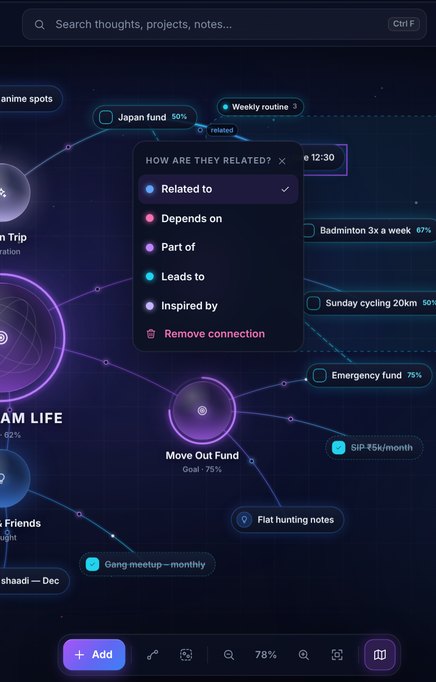 Search thoughts, projects, notes...
Ctrl F
anime spots
Japan fund 50%
Weekly routine 3
related
e 12:30
HOW ARE THEY RELATED?
Related to
Depends on
Part of
Leads to
Inspired by
Remove connection
n Trip
ration
Badminton 3x a week 67%
Sunday cycling 20km 50%
Emergency fund 75%
AM LIFE
· 62%
Move Out Fund
Goal · 75%
SIP ₹5k/month
Flat hunting notes
& Friends
ught
Gang meetup – monthly
shaadi — Dec
Add
78%